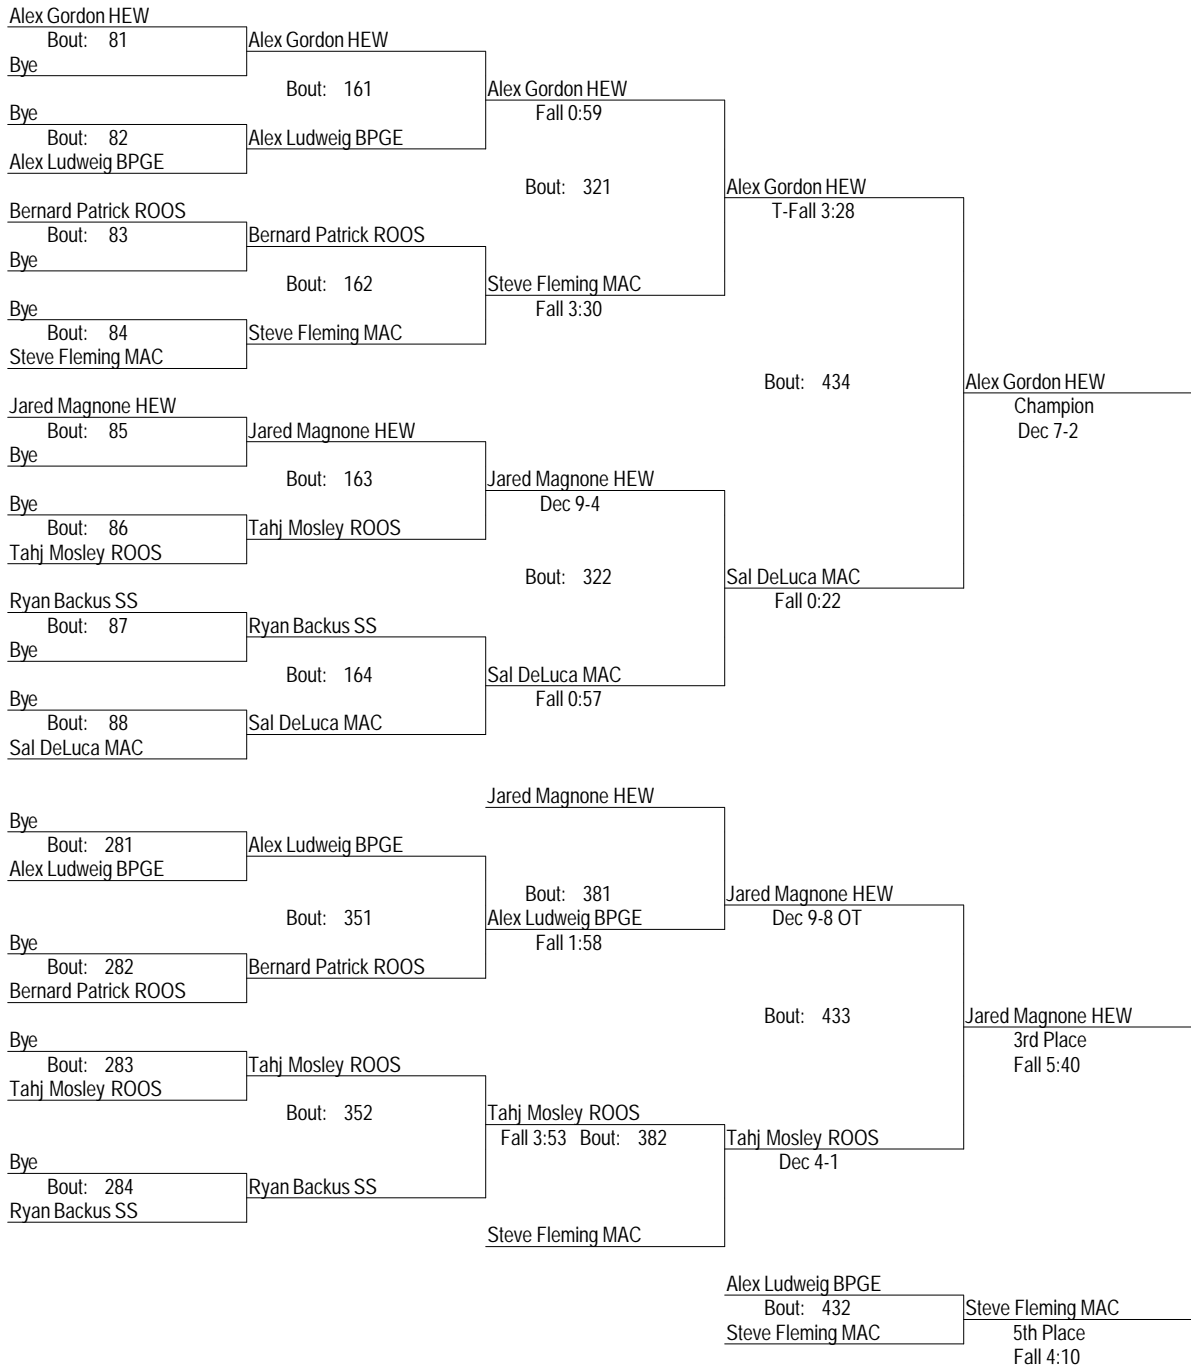 Alex Gordon HEW
Bout: 81
Bye
Alex Gordon HEW
Bout: 161
Bye
Bout: 82
Alex Ludweig BPGE
Alex Ludweig BPGE
Alex Gordon HEW
Fall 0:59
Bout: 321
Bernard Patrick ROOS
Bout: 83
Bye
Bernard Patrick ROOS
Bout: 162
Bye
Bout: 84
Steve Fleming MAC
Steve Fleming MAC
Steve Fleming MAC
Fall 3:30
Alex Gordon HEW
T-Fall 3:28
Bout: 434
Jared Magnone HEW
Bout: 85
Bye
Jared Magnone HEW
Bout: 163
Bye
Bout: 86
Tahj Mosley ROOS
Tahj Mosley ROOS
Jared Magnone HEW
Dec 9-4
Bout: 322
Ryan Backus SS
Bout: 87
Bye
Ryan Backus SS
Bout: 164
Bye
Bout: 88
Sal DeLuca MAC
Sal DeLuca MAC
Sal DeLuca MAC
Fall 0:57
Sal DeLuca MAC
Fall 0:22
Alex Gordon HEW
Champion
Dec 7-2
Jared Magnone HEW
Bye
Bout: 281
Alex Ludweig BPGE
Alex Ludweig BPGE
Bout: 351
Bye
Bout: 282
Bernard Patrick ROOS
Bernard Patrick ROOS
Bout: 381
Alex Ludweig BPGE
Fall 1:58
Jared Magnone HEW
Dec 9-8 OT
Bout: 433
Bye
Bout: 283
Tahj Mosley ROOS
Tahj Mosley ROOS
Bout: 352
Bye
Bout: 284
Ryan Backus SS
Ryan Backus SS
Tahj Mosley ROOS
Fall 3:53 Bout: 382
Steve Fleming MAC
Tahj Mosley ROOS
Dec 4-1
Jared Magnone HEW
3rd Place
Fall 5:40
Alex Ludweig BPGE
Bout: 432
Steve Fleming MAC
Steve Fleming MAC
5th Place
Fall 4:10